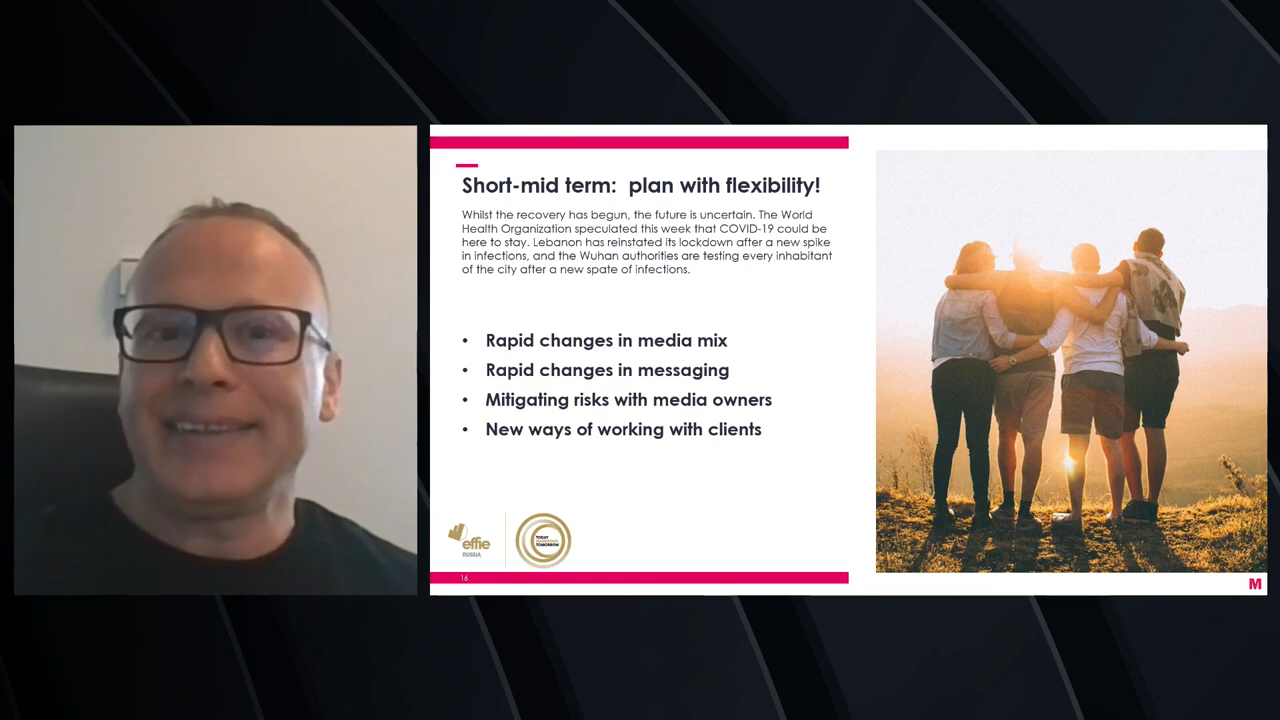 Short-mid term:  plan with flexibility!
Whilst the recovery has begun, the future is uncertain. The World
Health Organization speculated this week that COVID-19 could be
here to stay. Lebanon has reinstated its lockdown after a new spike
in infections, and the Wuhan authorities are testing every inhabitant
of the city after a new spate of infections.
• Rapid changes in media mix
• Rapid changes in messaging
• Mitigating risks with media owners
• New ways of working with clients
effie
RUSSIA
TODAY
MARKETING
TOMORROW
16
M